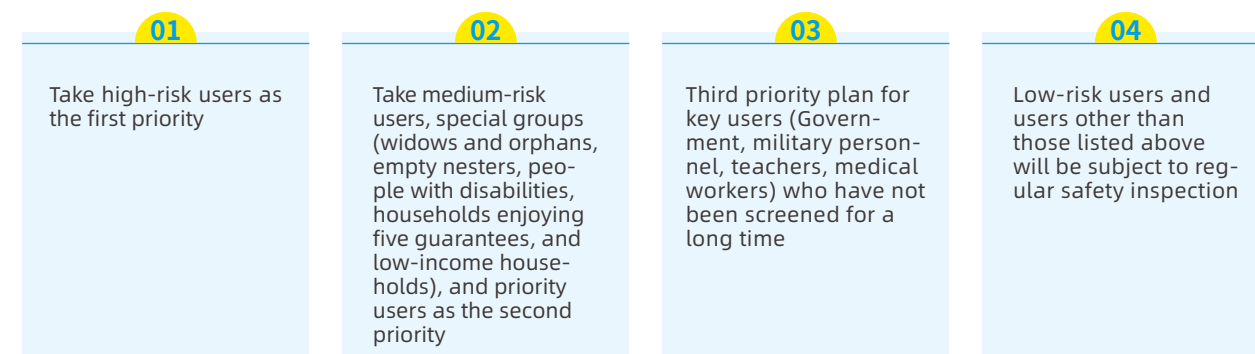 01
Take high-risk users as
the first priority
02
Take medium-risk
users, special groups
(widows and orphans,
empty nesters, peo-
ple with disabilities,
households enjoying
five guarantees, and
low-income house-
holds), and priority
users as the second
priority
03
Third priority plan for
key users (Govern-
ment, military person-
nel, teachers, medical
workers) who have not
been screened for a
long time
04
Low-risk users and
users other than
those listed above
will be subject to reg-
ular safety inspection